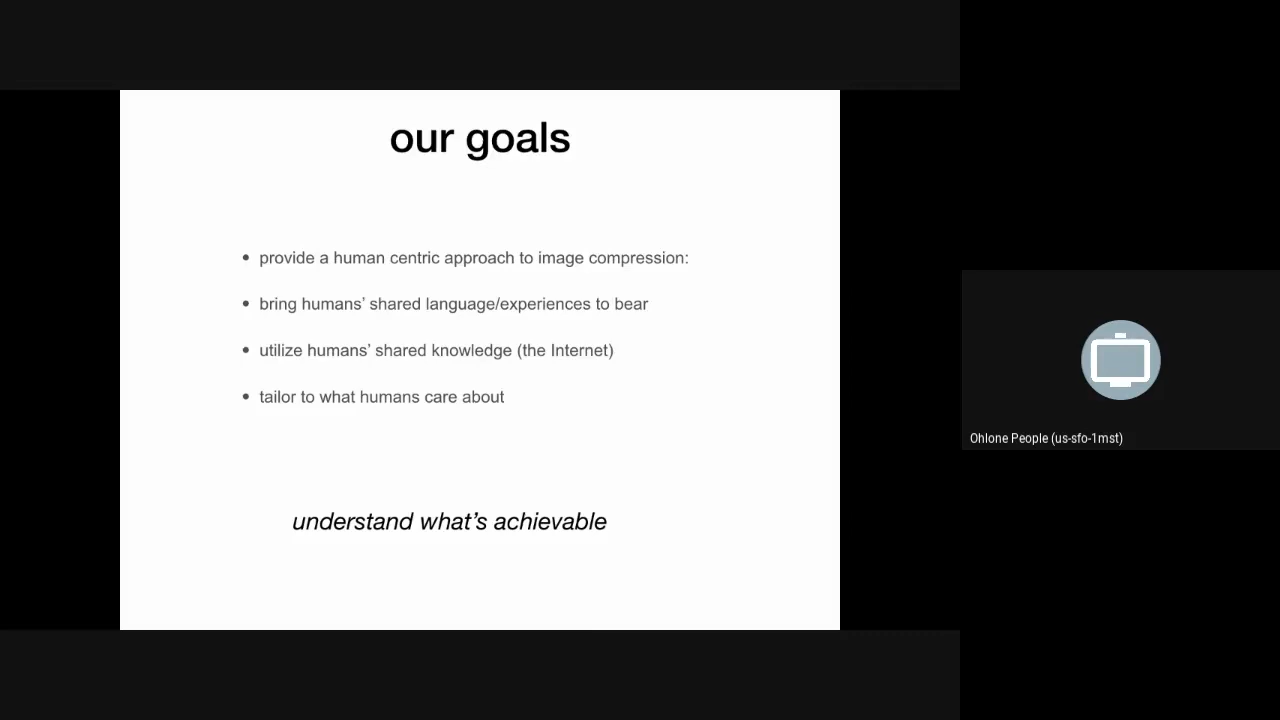 our goals
• provide a human centric approach to image compression:
• bring humans’ shared language/experiences to bear
• utilize humans’ shared knowledge (the Internet)
• tailor to what humans care about
understand what’s achievable
Ohlone People (us-sfo-1mst)